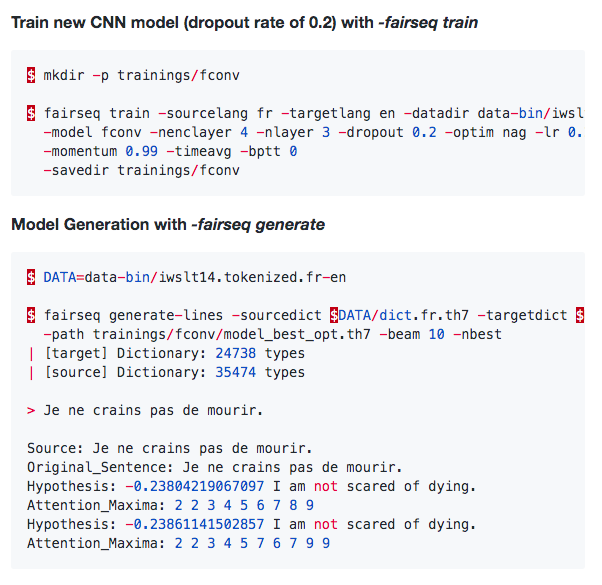 Train new CNN model (dropout rate of 0.2) with -fairseq train
$ mkdir -p trainings/fconv
$ fairseq train -sourcelang fr -targetlang en -datadir data-bin/iwsl
-model fconv -nenclayer 4 -nlayer 3 -dropout 0.2 -optim nag -lr 0.
-momentum 0.99 -timeavg -bptt 0
-savedir trainings/fconv
Model Generation with -fairseq generate
$ DATA=data-bin/iwslt14.tokenized.fr-en
$ fairseq generate-lines -sourcedict $DATA/dict.fr.th7 -targetdict $
-path trainings/fconv/model_best_opt.th7 -beam 10 -nbest
| [target] Dictionary: 24738 types
| [source] Dictionary: 35474 types
> Je ne crains pas de mourir.
Source: Je ne crains pas de mourir.
Original_Sentence: Je ne crains pas de mourir.
Hypothesis: -0.23804219067097 I am not scared of dying.
Attention_Maxima: 2 2 3 4 5 6 7 8 9
Hypothesis: -0.23861141502857 I am not scared of dying.
Attention_Maxima: 2 2 3 4 5 7 6 7 9 9